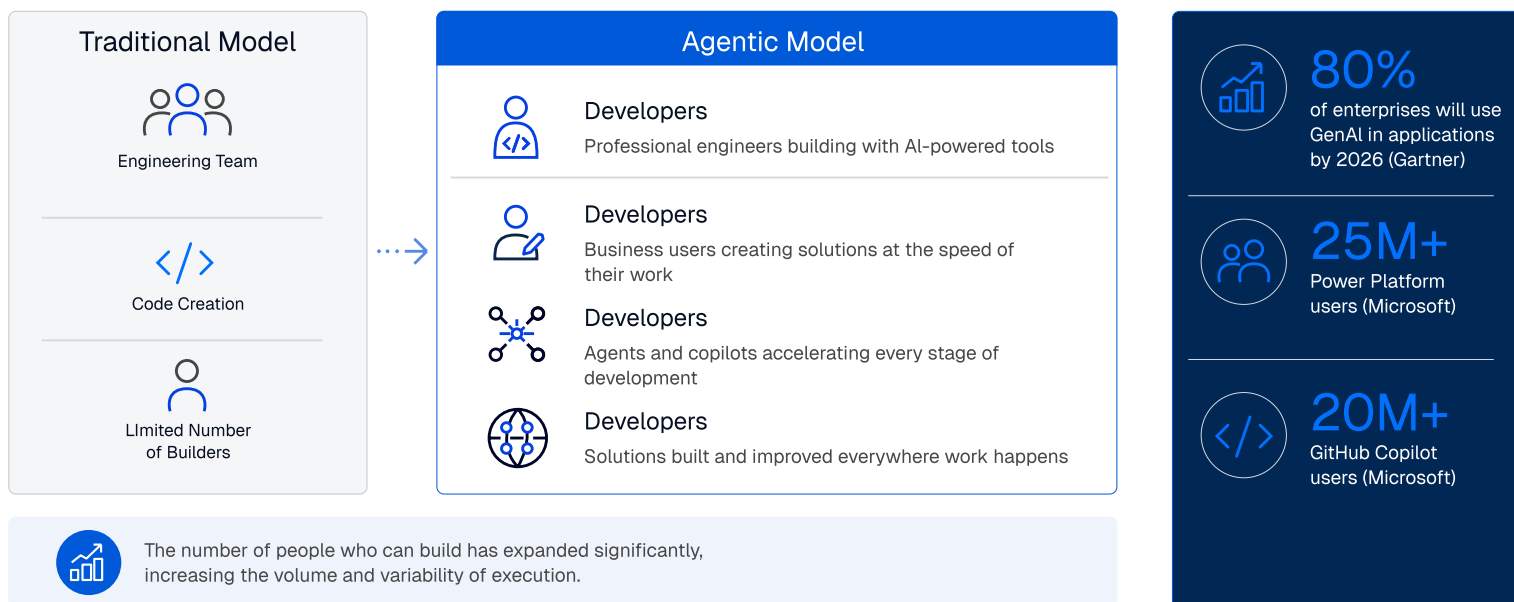 Traditional Model
Engineering Team
</>
Code Creation
LImited Number
of Builders
Agentic Model
</>
Developers
Professional engineers building with AI-powered tools
Developers
Business users creating solutions at the speed of
their work
Developers
Agents and copilots accelerating every stage of
development
Developers
Solutions built and improved everywhere work happens
The number of people who can build has expanded significantly,
increasing the volume and variability of execution.
80%
of enterprises will use
GenAI in applications
by 2026 (Gartner)
25M+
Power Platform
users (Microsoft)
</>
20M+
GitHub Copilot
users (Microsoft)